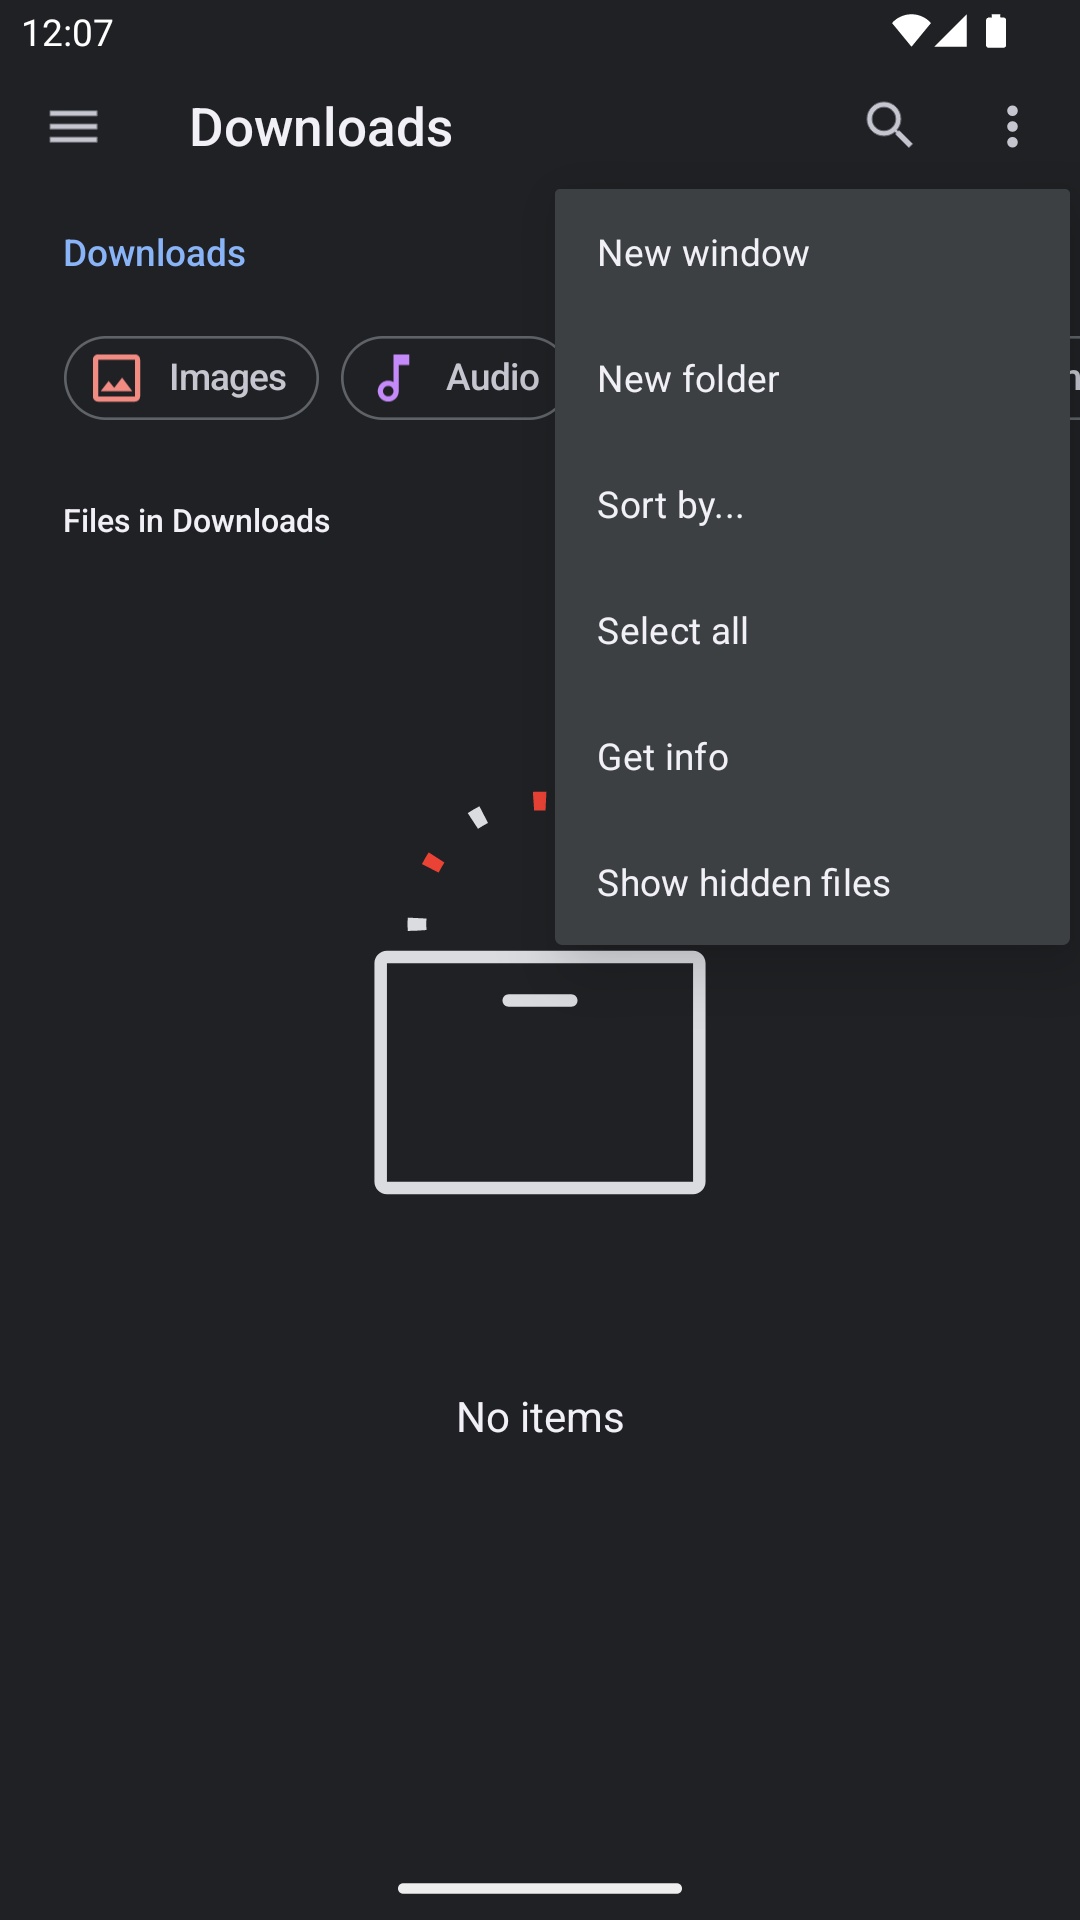 12:07
Downloads
Downloads
New window
Images
Audio
New folder
Sort by...
Files in Downloads
Select all
Get info
Show hidden files
No items